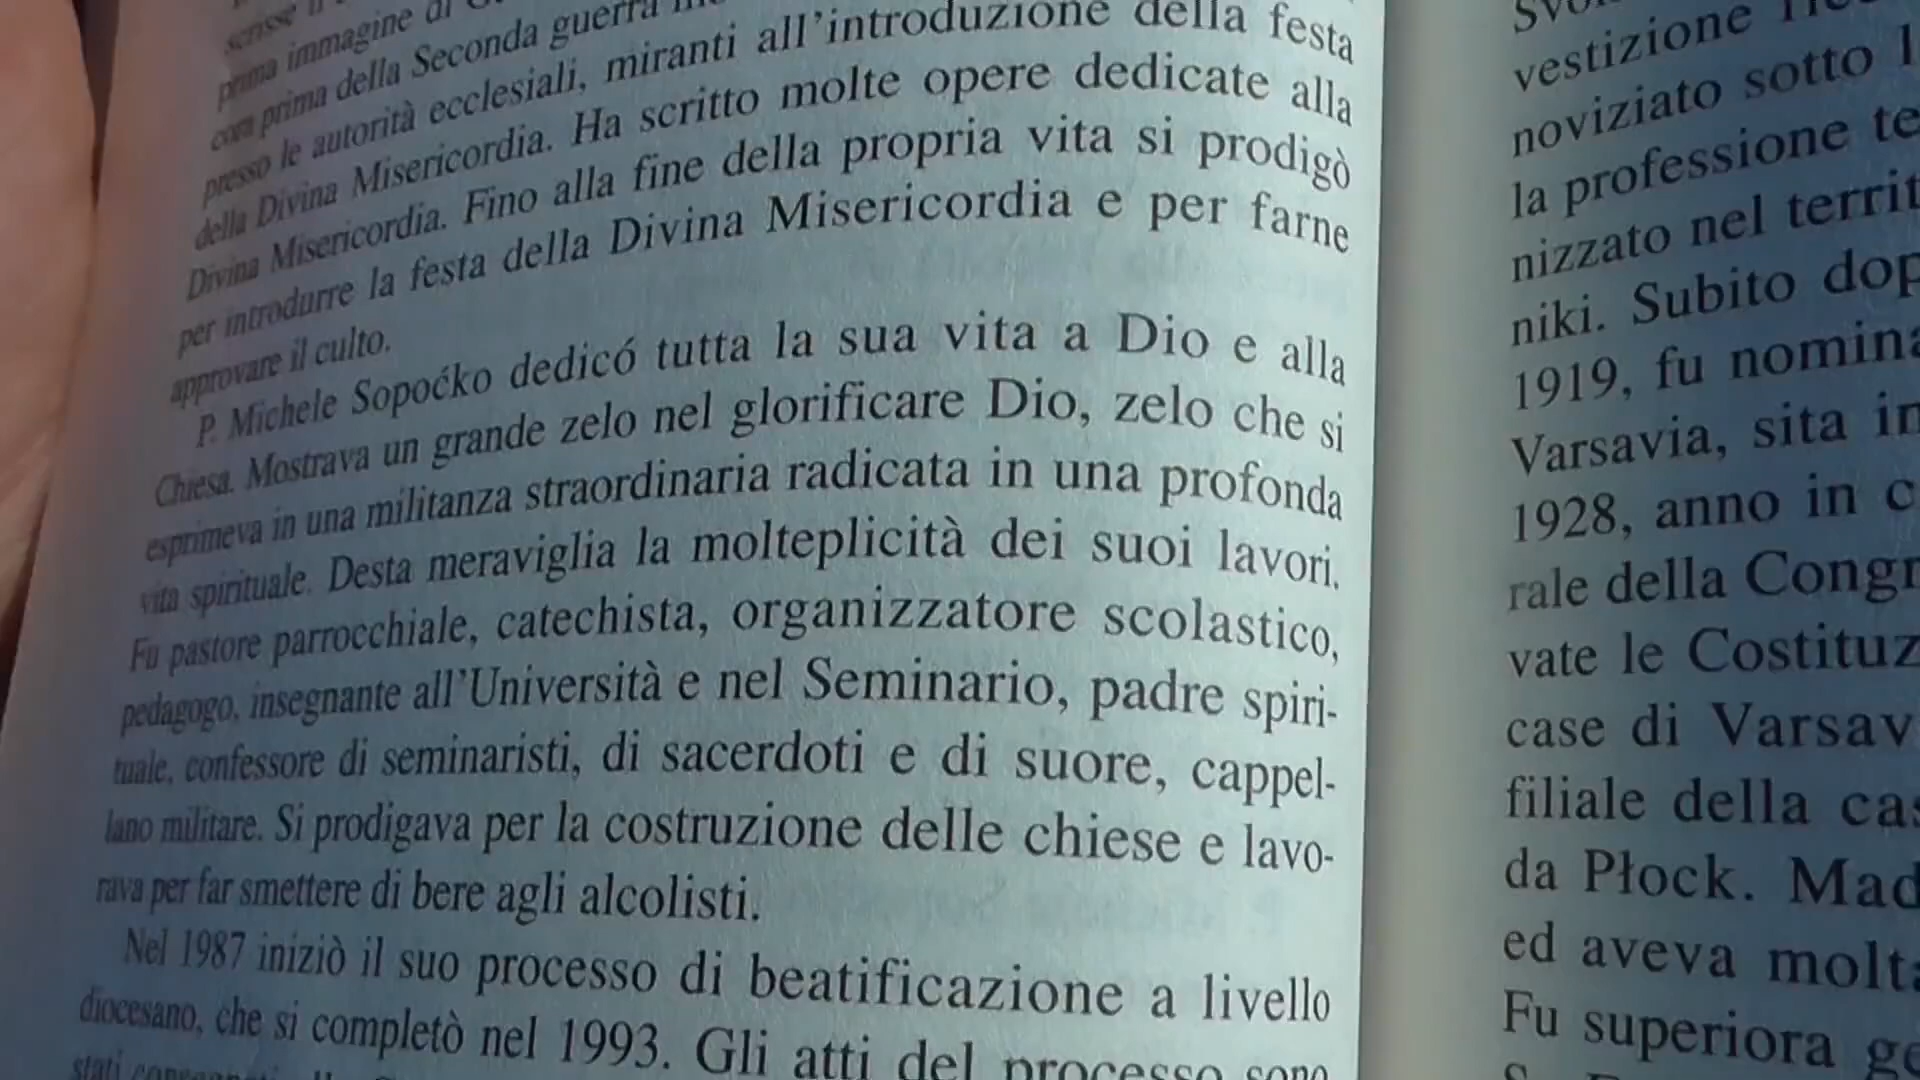 prima immagine di
cora prima della Seconda guerra
presso le autorità ecclesiali, miranti all'introduzione della festa
della Divina Misericordia. Ha scritto molte opere dedicate alla
Divina Misericordia. Fino alla fine della propria vita si prodigò
per introdurre la festa della Divina Misericordia e per farne
approvare il culto.
P. Michele Sopoćko dedicó tutta la sua vita a Dio e alla
Chiesa. Mostrava un grande zelo nel glorificare Dio, zelo che si
esprimeva in una militanza straordinaria radicata in una profonda
vita spirituale. Desta meraviglia la molteplicità dei suoi lavori.
Fu pastore parrocchiale, catechista, organizzatore scolastico,
pedagogo, insegnante all'Università e nel Seminario, padre spiri-
tuale, confessore di seminaristi, di sacerdoti e di suore, cappel-
lano militare. Si prodigava per la costruzione delle chiese e lavo-
rava per far smettere di bere agli alcolisti.
Nel 1987 iniziò il suo processo di beatificazione a livello
diocesano, che si completò nel 1993. Gli atti del processo sono
stati
vestizione
noviziato sotto
la professione te
nizzato nel territ
niki. Subito dop
1919, fu nomina
Varsavia, sita in
1928, anno in c
rale della Congr
vate le Costituz
case di Varsav
filiale della cas
da Płock. Mad
ed aveva molta
Fu superiora ge